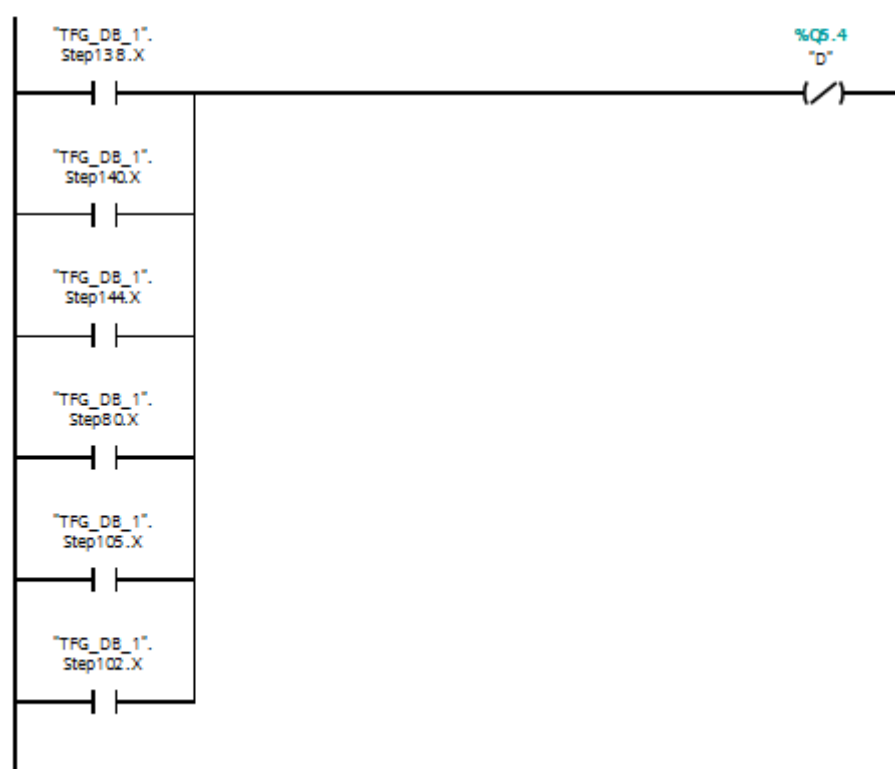 "TFG_DB_1".
Step138.X
%Q5.4
"D"
"TFG_DB_1".
Step140.X
"TFG_DB_1".
Step144.X
"TFG_DB_1".
Step80.X
"TFG_DB_1".
Step105.X
"TFG_DB_1".
Step102.X